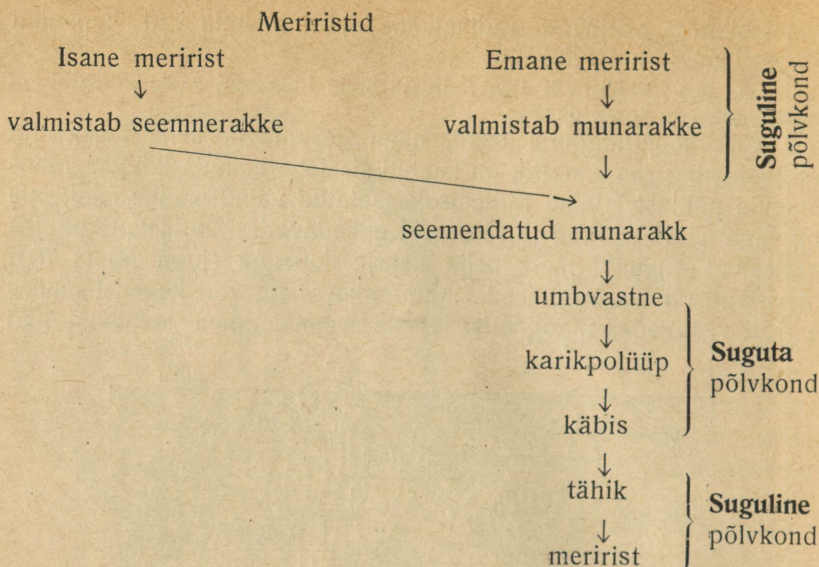 Meriristid
Isane meririst
Emane meririst
↓
↓
valmistab seemnerakke
valmistab munarakke
Suguline
põlvkond
↓
seemendatud munarakk
↓
umbvastne
↓
karikpolüüp
Suguta
põlvkond
↓
käbis
↓
tähik
Suguline
põlvkond
↓
meririst